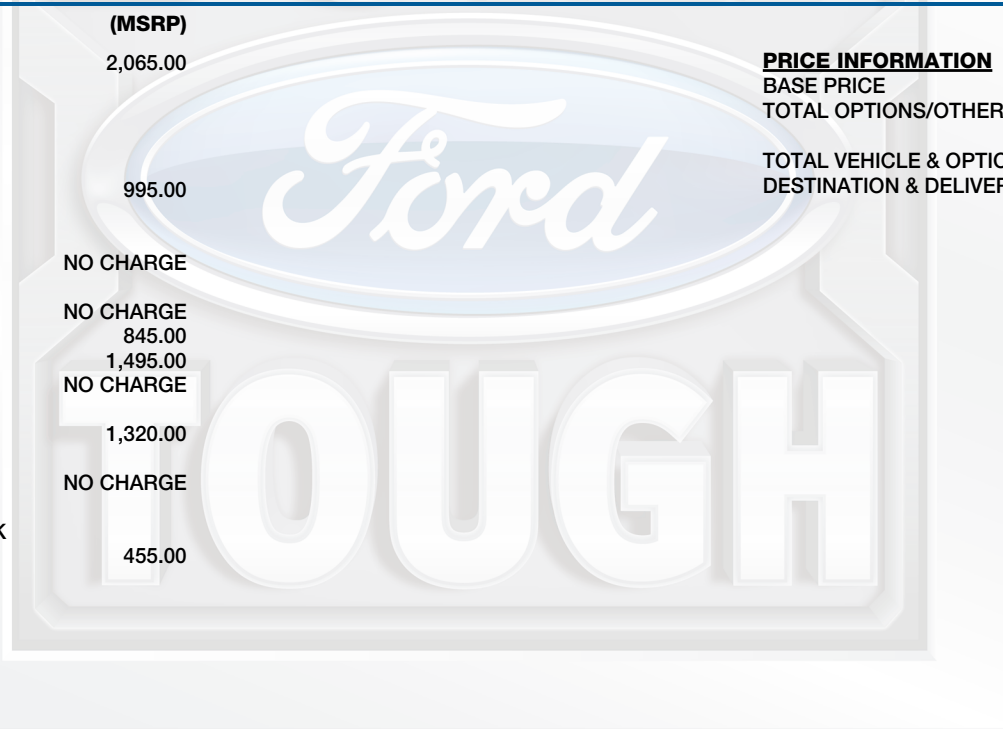 (MSRP)
2,065.00
995.00
NO CHARGE
NO CHARGE
845.00
1,495.00
NO CHARGE
1,320.00
NO CHARGE
K
455.00
PRICE INFORMATION
BASE PRICE
TOTAL OPTIONS/OTHER
TOTAL VEHICLE & OPTIO
DESTINATION & DELIVER
Ford
TOUGH